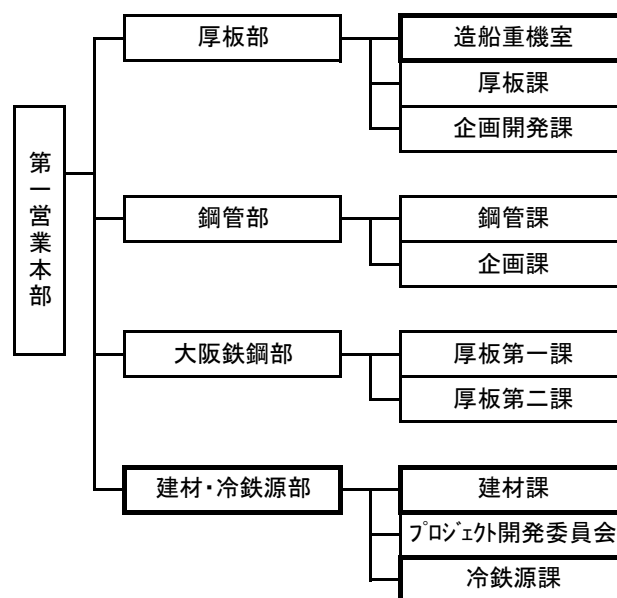 第一営業本部
厚板部
造船重機室
厚板課
企画開発課
鋼管部
鋼管課
企画課
大阪鉄鋼部
厚板第一課
厚板第二課
建材・冷鉄源部
建材課
ﾌﾟﾛｼﾞｪｸﾄ開発委員会
冷鉄源課